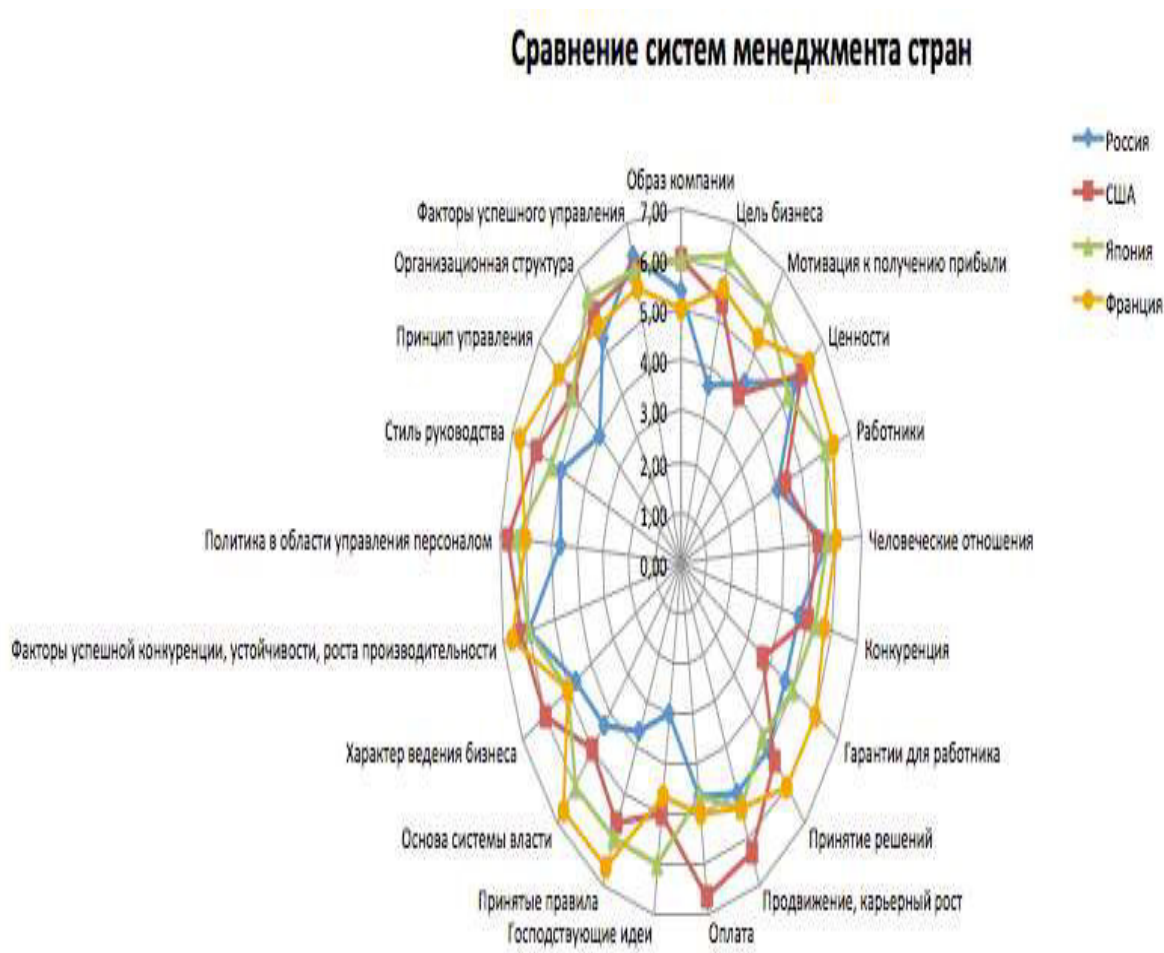 Сравнение систем менеджмента стран
Россия
США
Япония
Франция
Образ компании
Цель бизнеса
Мотивация к получению прибыли
Ценности
Работники
Человеческие отношения
Конкуренция
Гарантии для работника
Принятие решений
Продвижение, карьерный рост
Оплата
Господствующие идеи
Принятые правила
Основа системы власти
Характер ведения бизнеса
Факторы успешной конкуренции, устойчивости, роста производительности
Политика в области управления персоналом
Стиль руководства
Принцип управления
Организационная структура
Факторы успешного управления
7,00
6,00
5,00
4,00
3,00
2,00
1,00
0,00